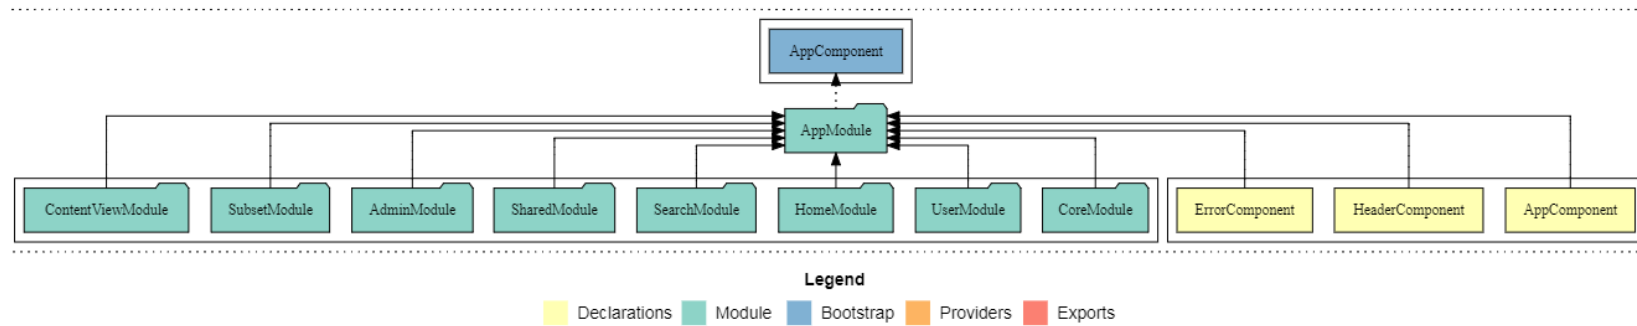 AppComponent
AppModule
ContentViewModule
SubsetModule
AdminModule
SharedModule
SearchModule
HomeModule
UserModule
CoreModule
ErrorComponent
HeaderComponent
AppComponent
Legend
Declarations
Module
Bootstrap
Providers
Exports